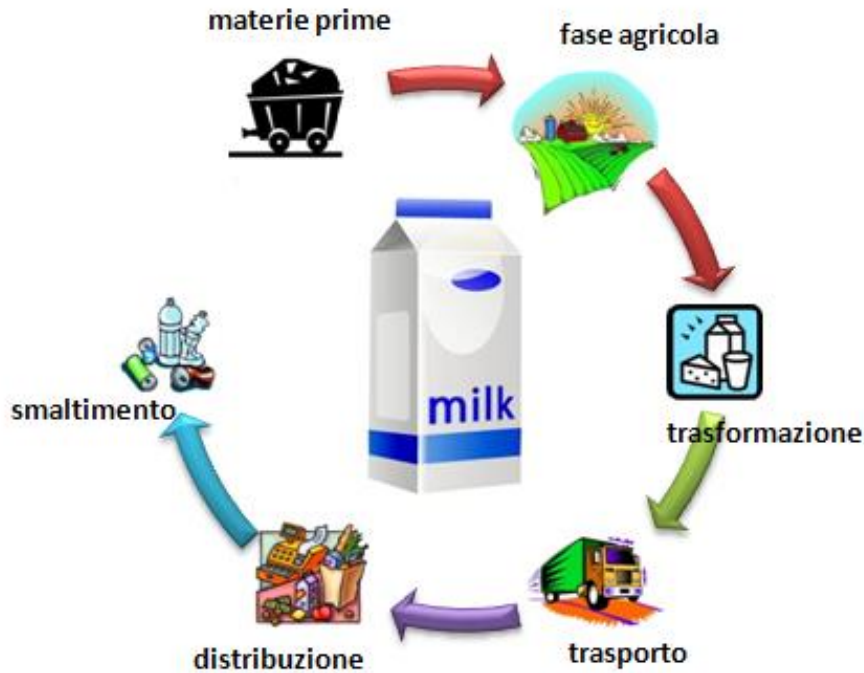 materie prime
fase agricola
milk
trasformazione
trasporto
distribuzione
smaltimento